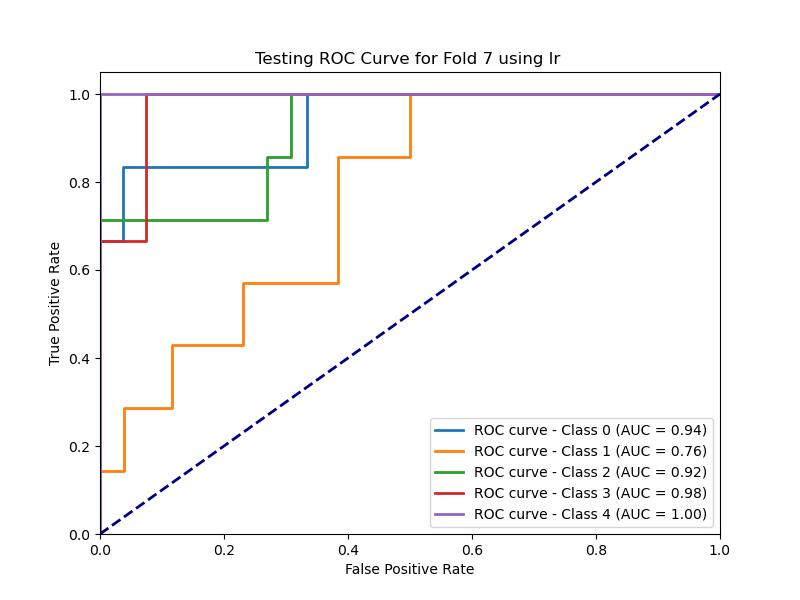 Testing ROC Curve for Fold 7 using lr
True Positive Rate
1.0
0.8
0.6
0.4
0.2
0.0
0.0 0.2 0.4 0.6 0.8 1.0
False Positive Rate
ROC curve - Class 0 (AUC = 0.94)
ROC curve - Class 1 (AUC = 0.76)
ROC curve - Class 2 (AUC = 0.92)
ROC curve - Class 3 (AUC = 0.98)
ROC curve - Class 4 (AUC = 1.00)